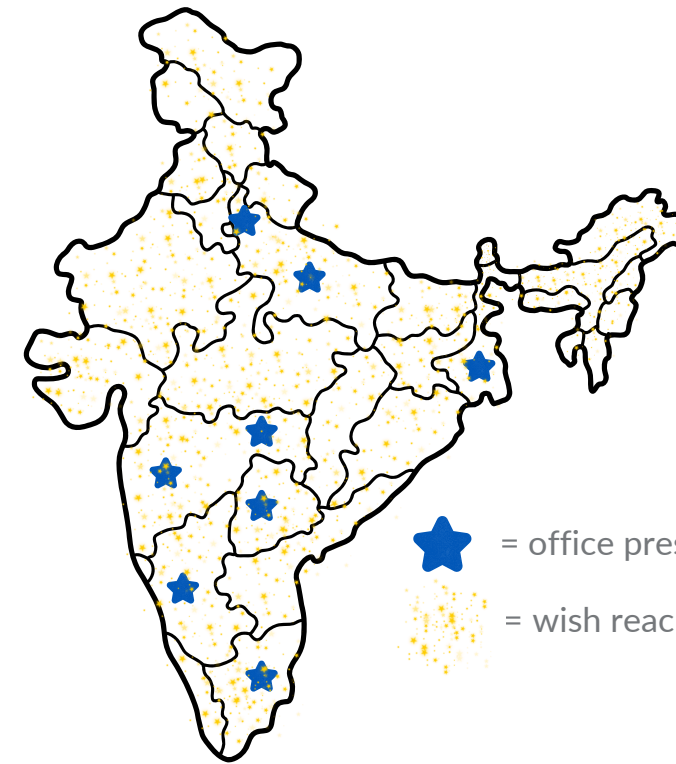 = office pres
= wish reac